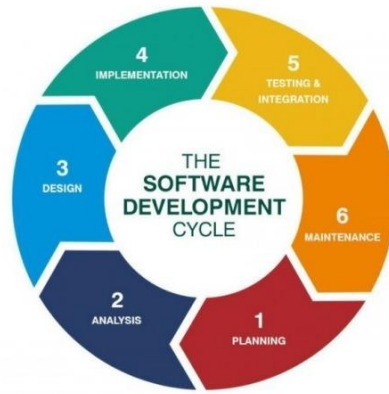 THE
SOFTWARE
DEVELOPMENT
CYCLE
1
PLANNING
2
ANALYSIS
3
DESIGN
4
IMPLEMENTATION
5
TESTING &
INTEGRATION
6
MAINTENANCE